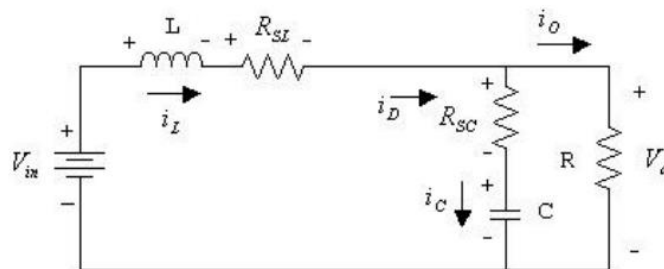 i_O
L
R_SL
+ - + -
i_L
i_D
+
R_SC
-
+
V_in
-
i_C
+
C
-
R
+
V
-